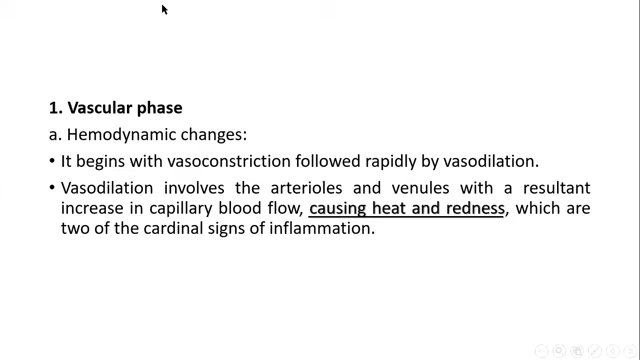 1. Vascular phase
a. Hemodynamic changes:
• It begins with vasoconstriction followed rapidly by vasodilation.
• Vasodilation involves the arterioles and venules with a resultant
increase in capillary blood flow, causing heat and redness, which are
two of the cardinal signs of inflammation.